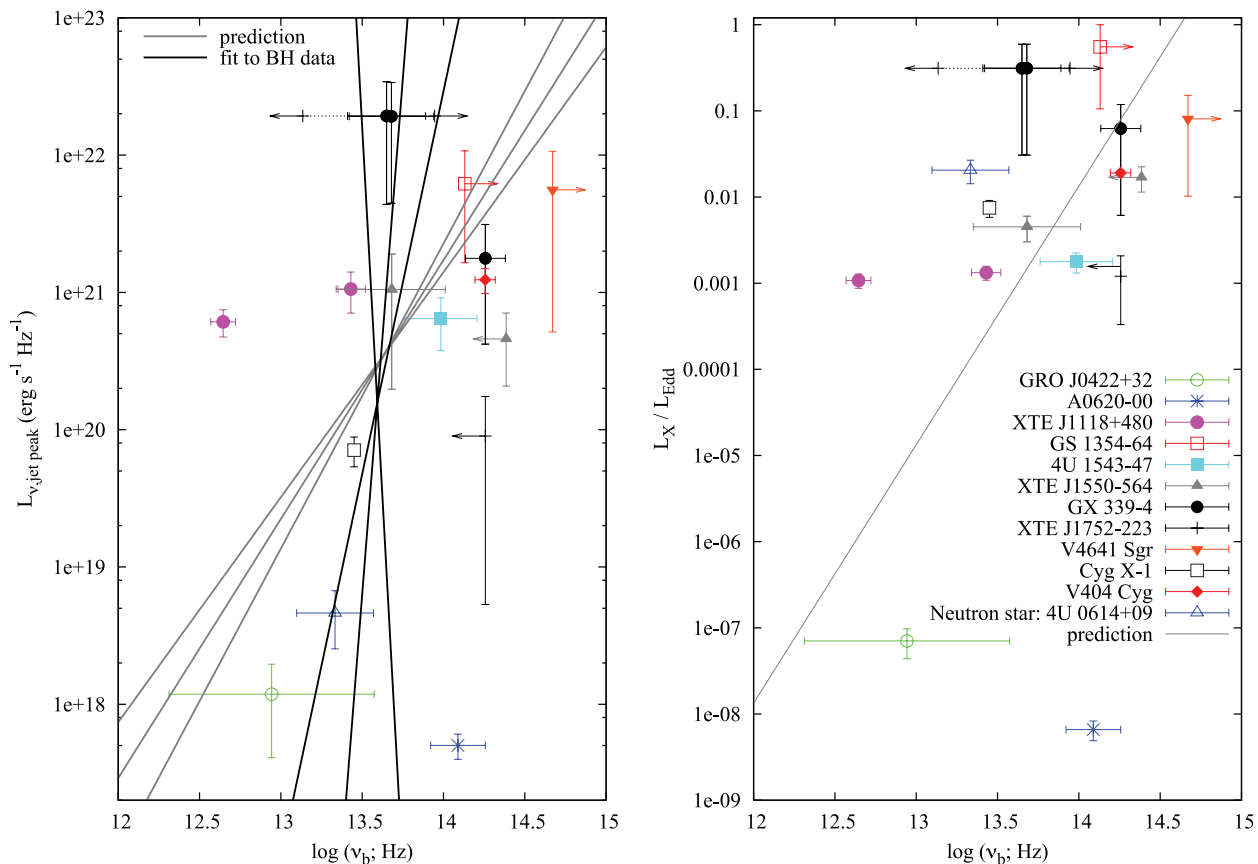 1e+23
1e+22
1e+21
1e+20
1e+19
1e+18
L_ν,jet peak (erg s⁻¹ Hz⁻¹)
prediction
fit to BH data
12 12.5 13 13.5 14 14.5 15
log (ν_b; Hz)
1
0.1
0.01
0.001
0.0001
1e-05
1e-06
1e-07
1e-08
1e-09
L_X / L_Edd
GRO J0422+32
A0620-00
XTE J1118+480
GS 1354-64
4U 1543-47
XTE J1550-564
GX 339-4
XTE J1752-223
V4641 Sgr
Cyg X-1
V404 Cyg
Neutron star: 4U 0614+09
prediction
12 12.5 13 13.5 14 14.5 15
log (ν_b; Hz)